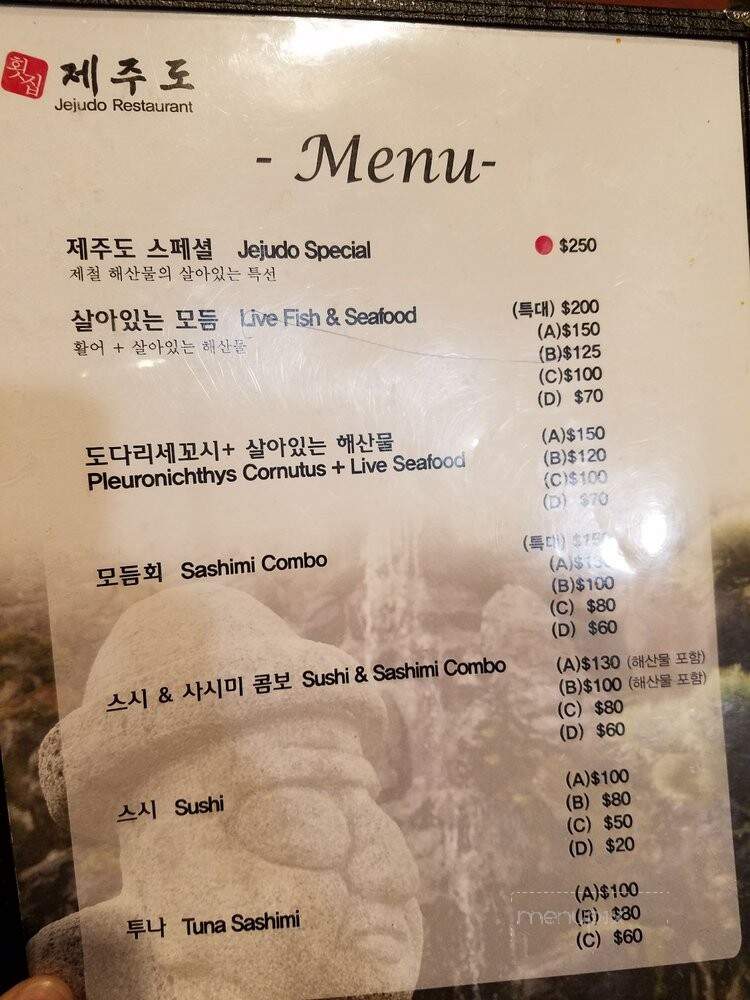 횟집 제주도
Jejudo Restaurant
- Menu-
제주도 스페셜 Jejudo Special $250
제철 해산물의 살아있는 특선
살아있는 모듬 Live Fish & Seafood (특대) $200
활어 + 살아있는 해산물 (A)$150
(B)$125
(C)$100
(D) $70
도다리세꼬시+ 살아있는 해산물 (A)$150
Pleuronichthys Cornutus + Live Seafood (B)$120
(C)$100
(D) $70
(특대) $150
모듬회 Sashimi Combo (A)
(B)$100
(C) $80
(D) $60
스시 & 사시미 콤보 Sushi & Sashimi Combo (A)$130 (해산물 포함)
(B)$100 (해산물 포함)
(C) $80
(D) $60
스시 Sushi (A)$100
(B) $80
(C) $50
(D) $20
투나 Tuna Sashimi (A)$100
(B) $80
(C) $60